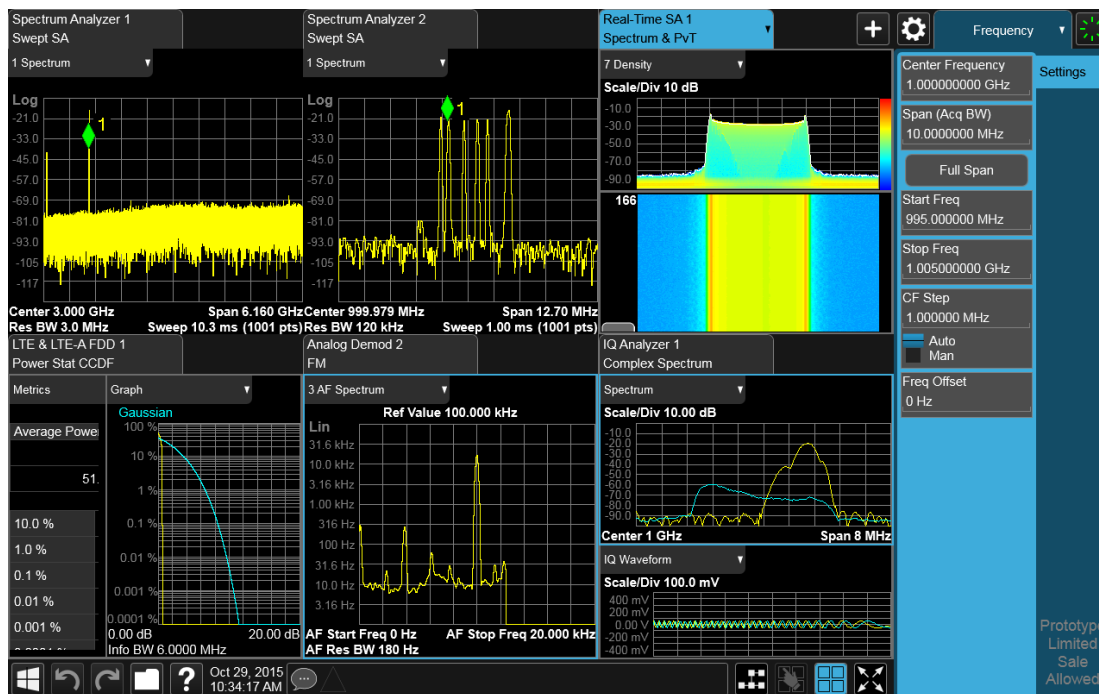 Spectrum Analyzer 1
Swept SA
1 Spectrum
Log
1
-21.0
-33.0
-45.0
-57.0
-69.0
-81.0
-93.0
-105
-117
Center 3.000 GHz
Span 6.160 GHz
Res BW 3.0 MHz
Sweep 10.3 ms (1001 pts)
Spectrum Analyzer 2
Swept SA
1 Spectrum
Log
1
-21.0
-33.0
-45.0
-57.0
-69.0
-81.0
-93.0
-105
-117
Center 999.979 MHz
Span 12.70 MHz
Res BW 120 kHz
Sweep 1.00 ms (1001 pts)
Real-Time SA 1
Spectrum & PvT
7 Density
Scale/Div 10 dB
-10.0
-30.0
-50.0
-70.0
-90.0
166
LTE & LTE-A FDD 1
Power Stat CCDF
Metrics
Average Power
51.
10.0 %
1.0 %
0.1 %
0.01 %
0.001 %
Graph
Gaussian
100 %
10 %
1 %
0.1 %
0.01 %
0.001 %
0.0001 %
0.00 dB
20.00 dB
Info BW 6.0000 MHz
Analog Demod 2
FM
3 AF Spectrum
Ref Value 100.000 kHz
Lin
31.6 kHz
10.0 kHz
3.16 kHz
1.00 kHz
316 Hz
100 Hz
31.6 Hz
10.0 Hz
3.16 Hz
AF Start Freq 0 Hz
AF Stop Freq 20.000 kHz
AF Res BW 180 Hz
IQ Analyzer 1
Complex Spectrum
Spectrum
Scale/Div 10.00 dB
-10.0
-20.0
-30.0
-40.0
-50.0
-60.0
-70.0
-80.0
-90.0
Center 1 GHz
Span 8 MHz
IQ Waveform
Scale/Div 100.0 mV
400 mV
200 mV
0.00 V
-200 mV
-400 mV
Frequency
Settings
Center Frequency
1.000000000 GHz
Span (Acq BW)
10.0000000 MHz
Full Span
Start Freq
995.000000 MHz
Stop Freq
1.005000000 GHz
CF Step
1.000000 MHz
Auto
Man
Freq Offset
0 Hz
Prototype
Limited
Sale
Allowed
?
Oct 29, 2015
10:34:17 AM